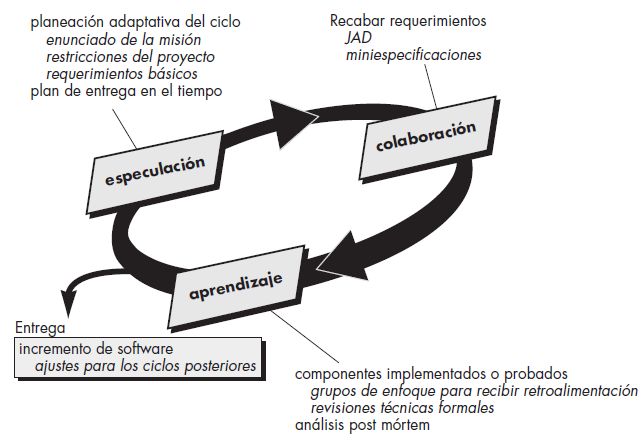 planeación adaptativa del ciclo
enunciado de la misión
restricciones del proyecto
requerimientos básicos
plan de entrega en el tiempo
Recabar requerimientos
JAD
miniespecificaciones
especulación
colaboración
aprendizaje
Entrega
incremento de software
ajustes para los ciclos posteriores
componentes implementados o probados
grupos de enfoque para recibir retroalimentación
revisiones técnicas formales
análisis post mórtem